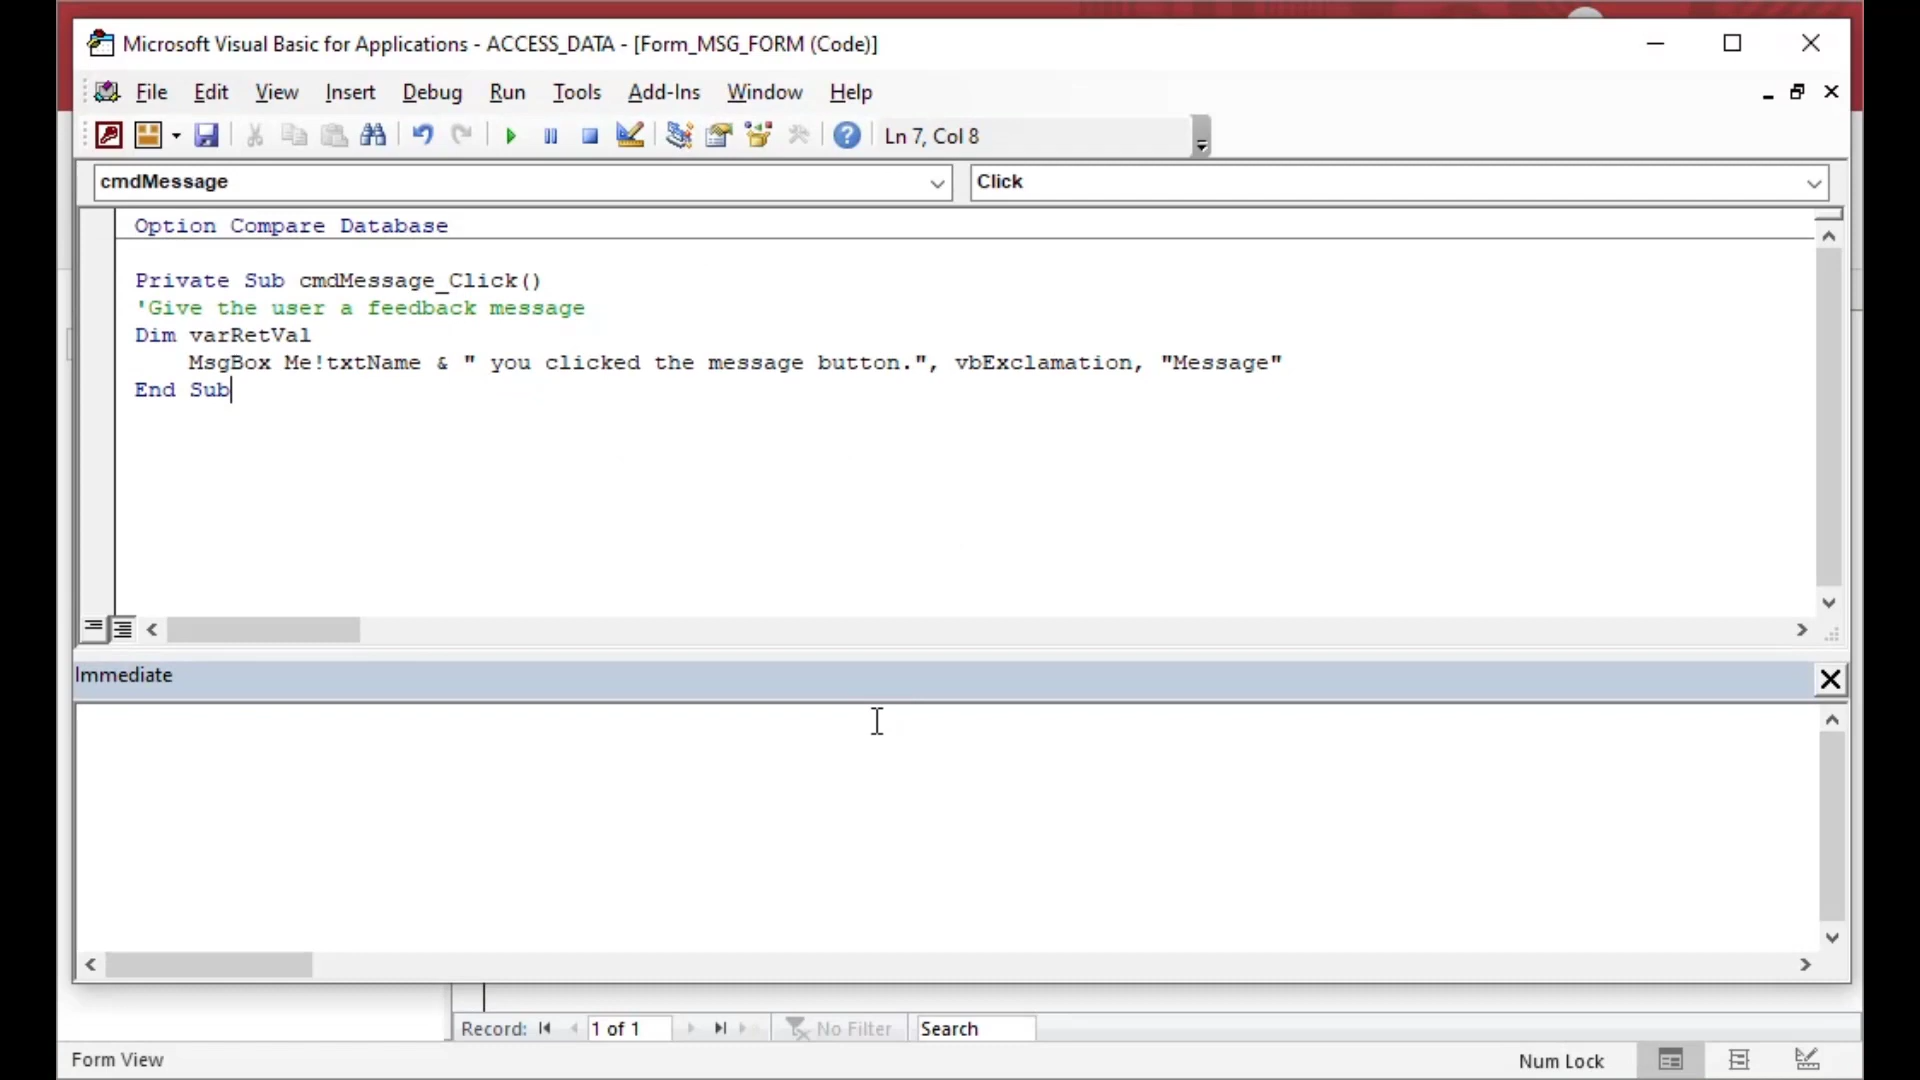 Microsoft Visual Basic for Applications - ACCESS_DATA - [Form_MSG_FORM (Code)]
File Edit View Insert Debug Run Tools Add-Ins Window Help
Ln 7, Col 8
cmdMessage Click
Option Compare Database
Private Sub cmdMessage_Click()
'Give the user a feedback message
Dim varRetVal
MsgBox Me!txtName & " you clicked the message button.", vbExclamation, "Message"
End Sub
Immediate
Record: 1 of 1 No Filter Search
Form View Num Lock